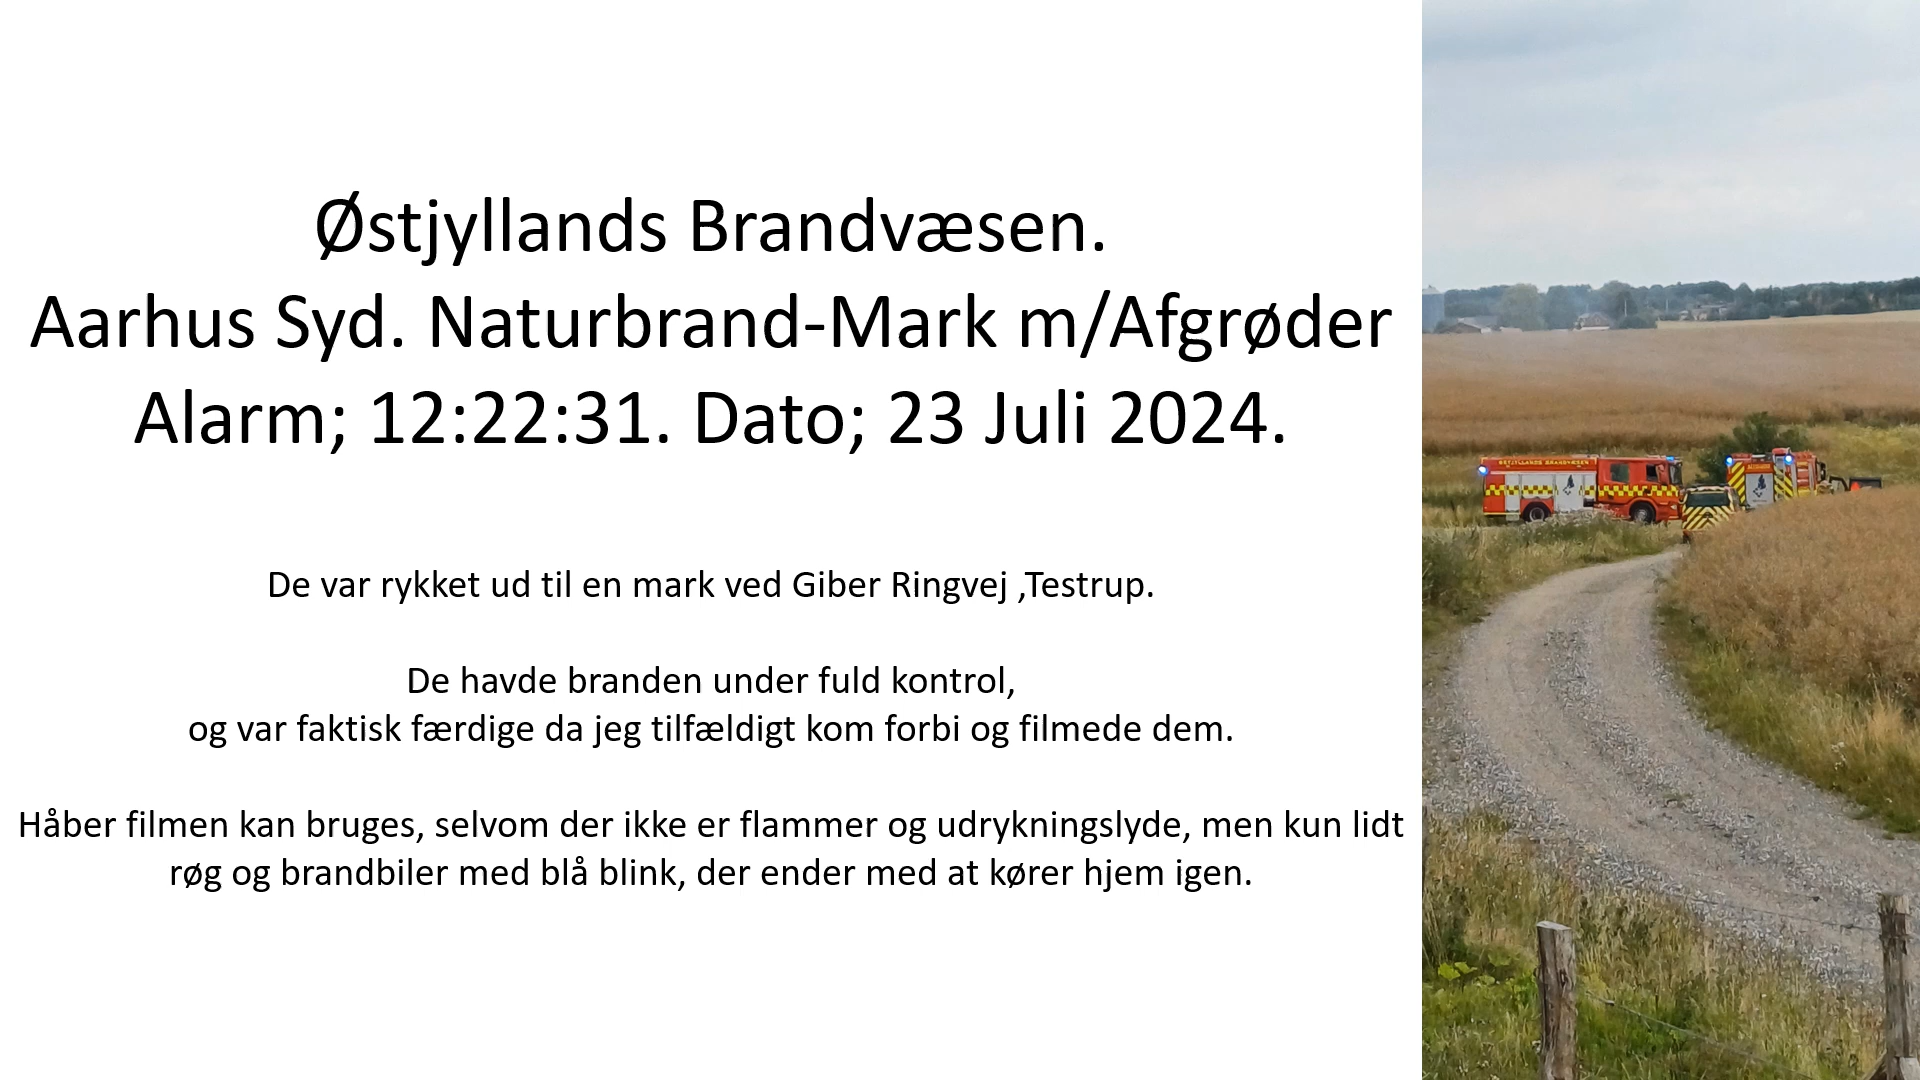 Østjyllands Brandvæsen.
Aarhus Syd. Naturbrand-Mark m/Afgrøder
Alarm; 12:22:31. Dato; 23 Juli 2024.
De var rykket ud til en mark ved Giber Ringvej ,Testrup.
De havde branden under fuld kontrol,
og var faktisk færdige da jeg tilfældigt kom forbi og filmede dem.
Håber filmen kan bruges, selvom der ikke er flammer og udrykningslyde, men kun lidt
røg og brandbiler med blå blink, der ender med at kører hjem igen.
ØSTJYLLANDS BRANDVÆSEN